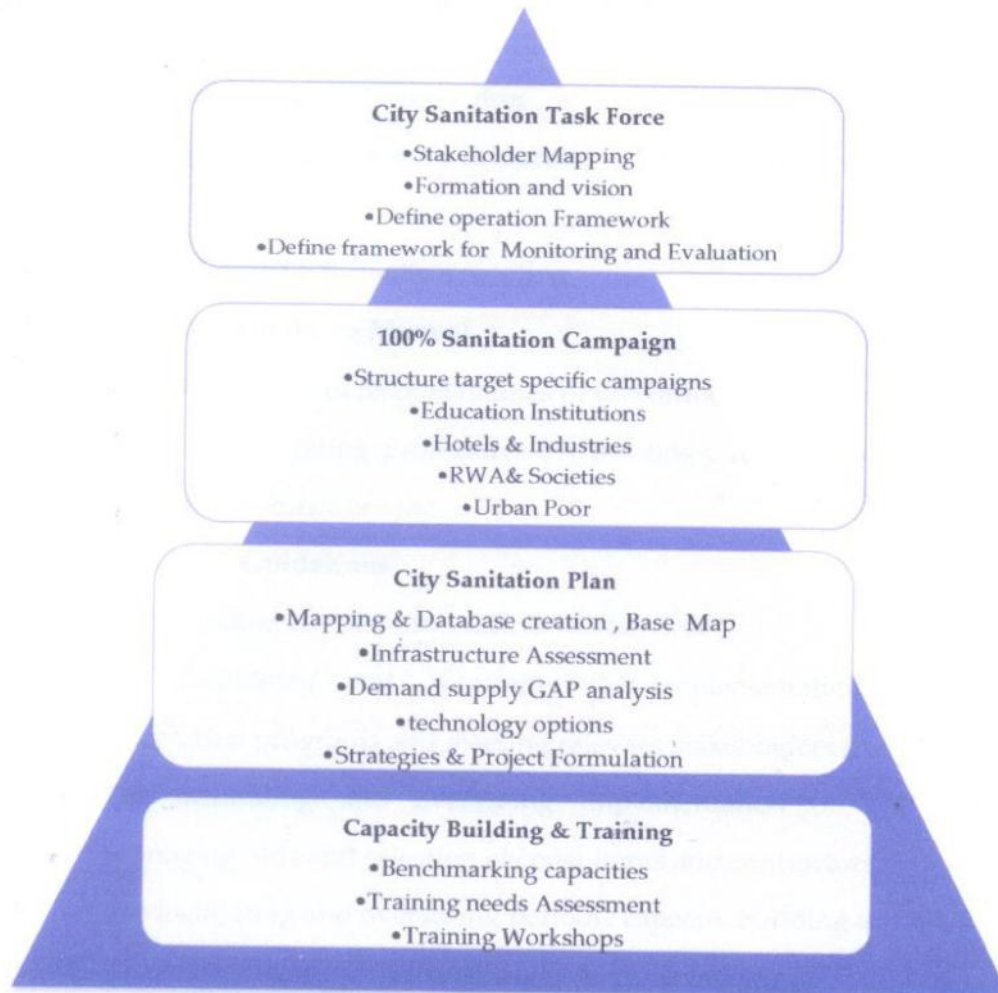 City Sanitation Task Force
•Stakeholder Mapping
•Formation and vision
•Define operation Framework
•Define framework for Monitoring and Evaluation
100% Sanitation Campaign
•Structure target specific campaigns
•Education Institutions
•Hotels & Industries
•RWA& Societies
•Urban Poor
City Sanitation Plan
•Mapping & Database creation , Base Map
•Infrastructure Assessment
•Demand supply GAP analysis
•technology options
•Strategies & Project Formulation
Capacity Building & Training
•Benchmarking capacities
•Training needs Assessment
•Training Workshops